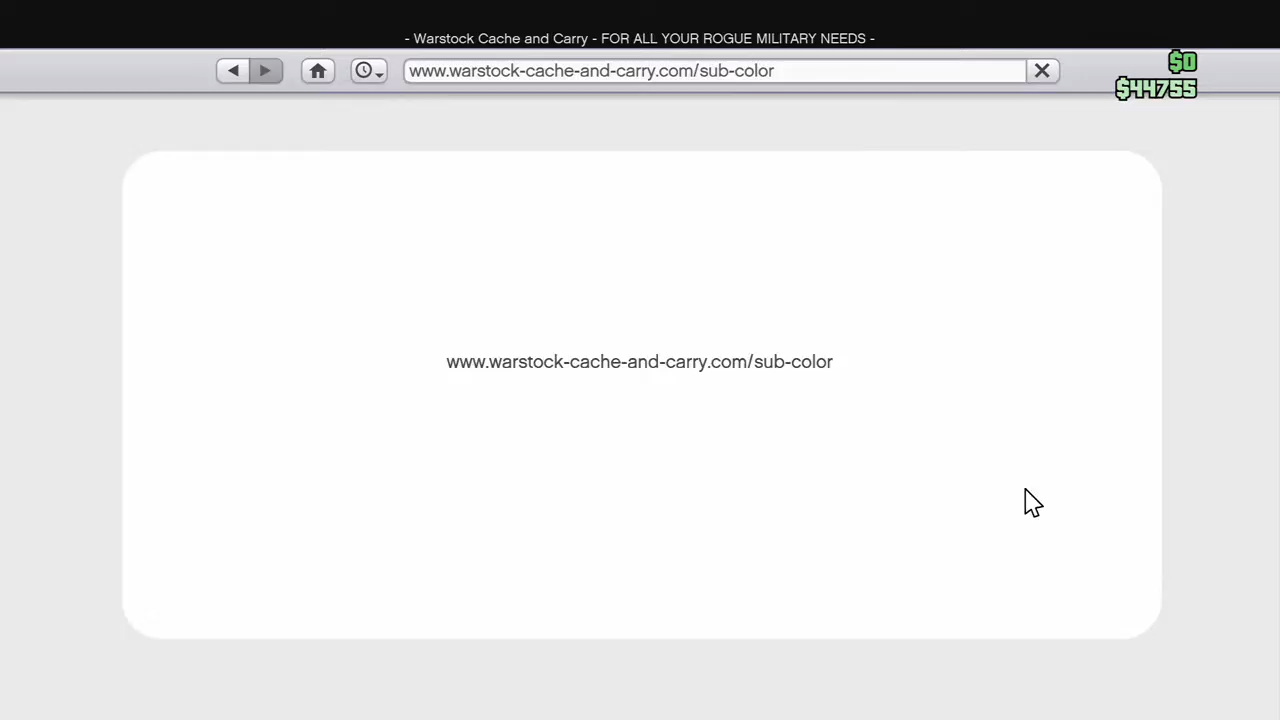 - Warstock Cache and Carry - FOR ALL YOUR ROGUE MILITARY NEEDS -
www.warstock-cache-and-carry.com/sub-color
$0
$44755
www.warstock-cache-and-carry.com/sub-color